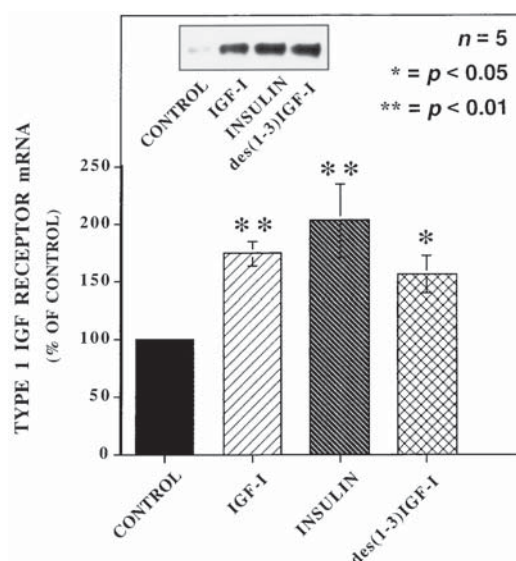 n = 5
* = p < 0.05
** = p < 0.01
CONTROL
IGF-I
INSULIN
des(1-3)IGF-I
TYPE 1 IGF RECEPTOR mRNA
(% OF CONTROL)
250
200
150
100
50
0
**
**
*
CONTROL
IGF-I
INSULIN
des(1-3)IGF-I